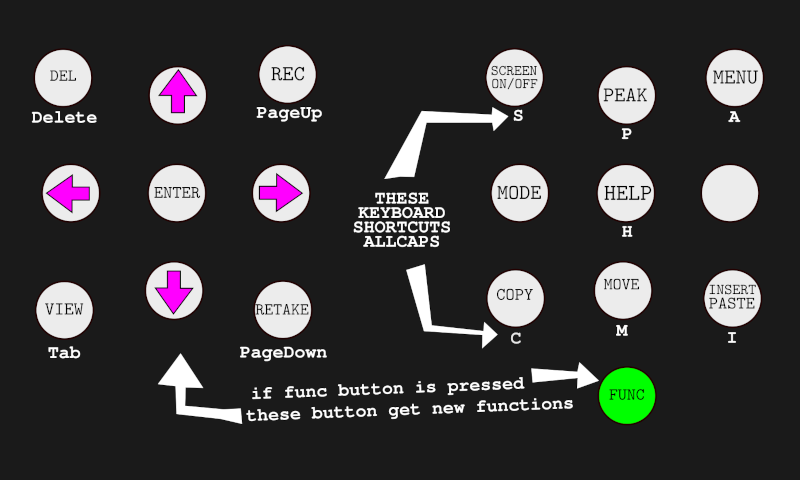 DEL
Delete
REC
PageUp
SCREEN
ON/OFF
S
PEAK
P
MENU
A
ENTER
THESE
KEYBOARD
SHORTCUTS
ALLCAPS
MODE
HELP
H
VIEW
Tab
RETAKE
PageDown
COPY
C
MOVE
M
INSERT
PASTE
I
if func button is pressed
these button get new functions
FUNC